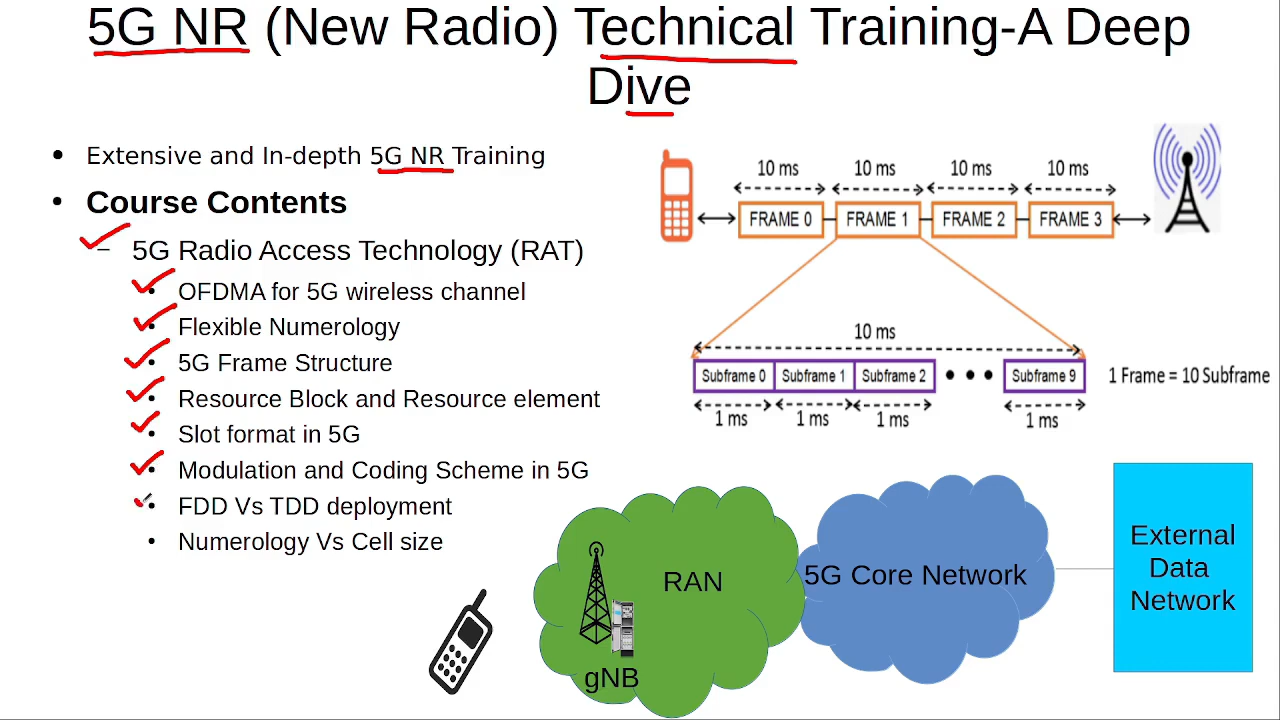 5G NR (New Radio) Technical Training-A Deep
Dive
• Extensive and In-depth 5G NR Training
• Course Contents
– 5G Radio Access Technology (RAT)
• OFDMA for 5G wireless channel
• Flexible Numerology
• 5G Frame Structure
• Resource Block and Resource element
• Slot format in 5G
• Modulation and Coding Scheme in 5G
• FDD Vs TDD deployment
• Numerology Vs Cell size
10 ms 10 ms 10 ms 10 ms
FRAME 0 FRAME 1 FRAME 2 FRAME 3
10 ms
Subframe 0 Subframe 1 Subframe 2 • • • Subframe 9 1 Frame = 10 Subframe
1 ms 1 ms 1 ms 1 ms
RAN
gNB
5G Core Network
External
Data
Network